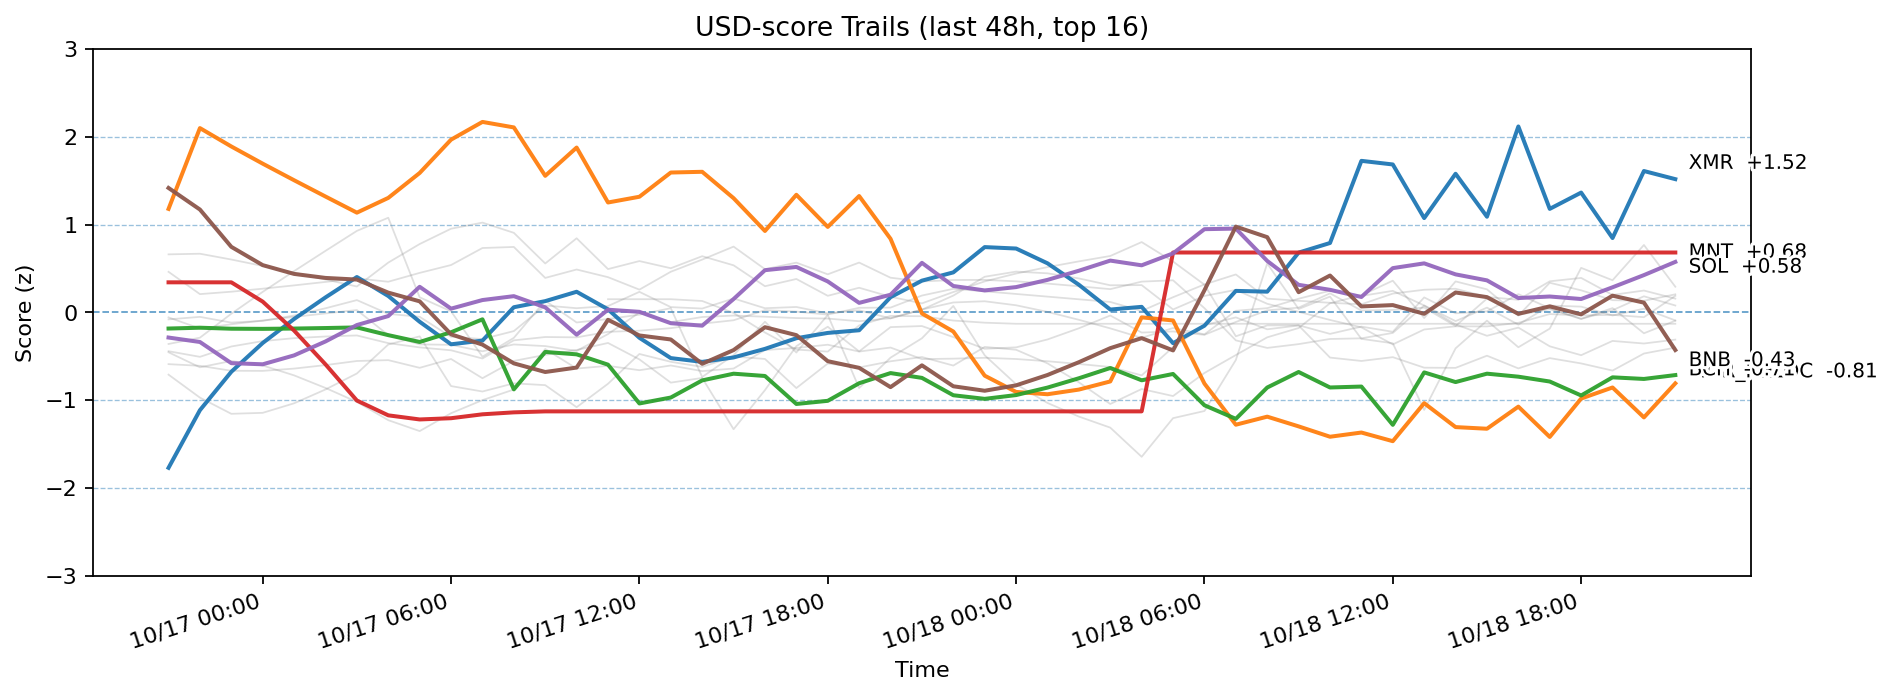 USD-score Trails (last 48h, top 16)
Score (z)
3
2
1
0
−1
−2
−3
XMR +1.52
MNT +0.68
SOL +0.58
BNB -0.43
-0.81
10/17 00:00
10/17 06:00
10/17 12:00
10/17 18:00
10/18 00:00
10/18 06:00
10/18 12:00
10/18 18:00
Time